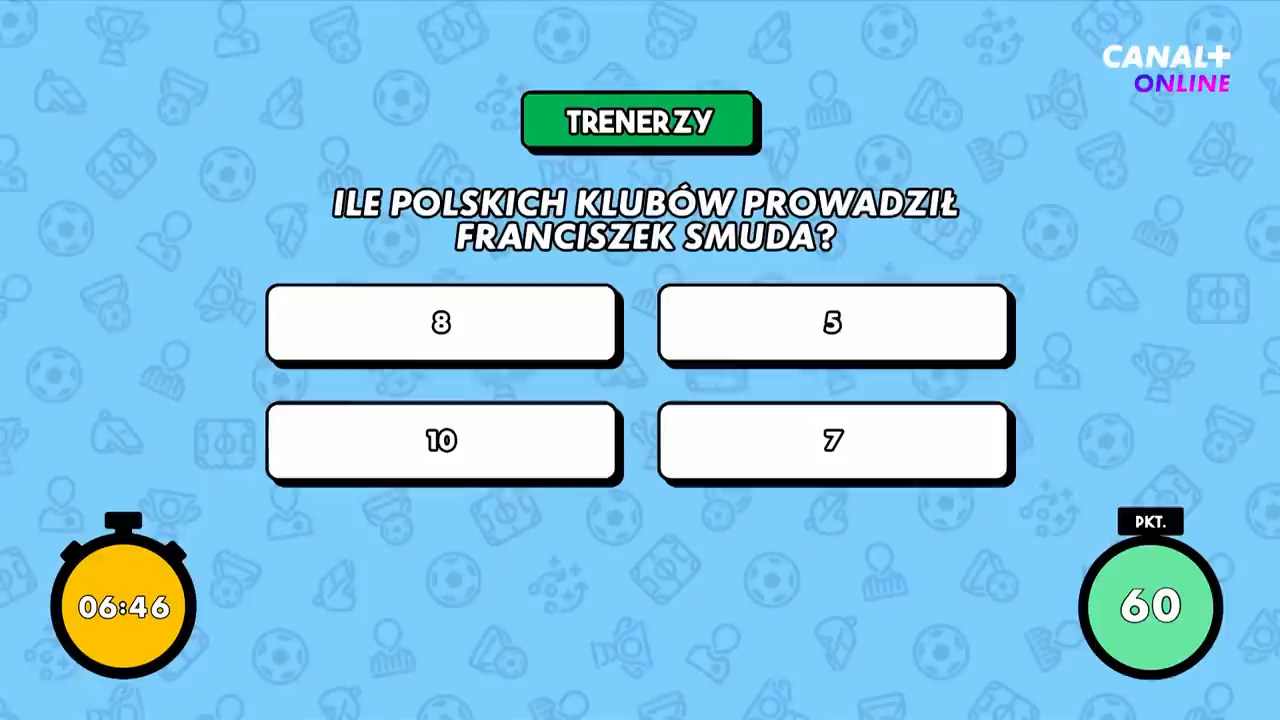 CANAL+
ONLINE
TRENERZY
ILE POLSKICH KLUBÓW PROWADZIŁ
FRANCISZEK SMUDA?
8
5
10
7
PKT.
06:46
60